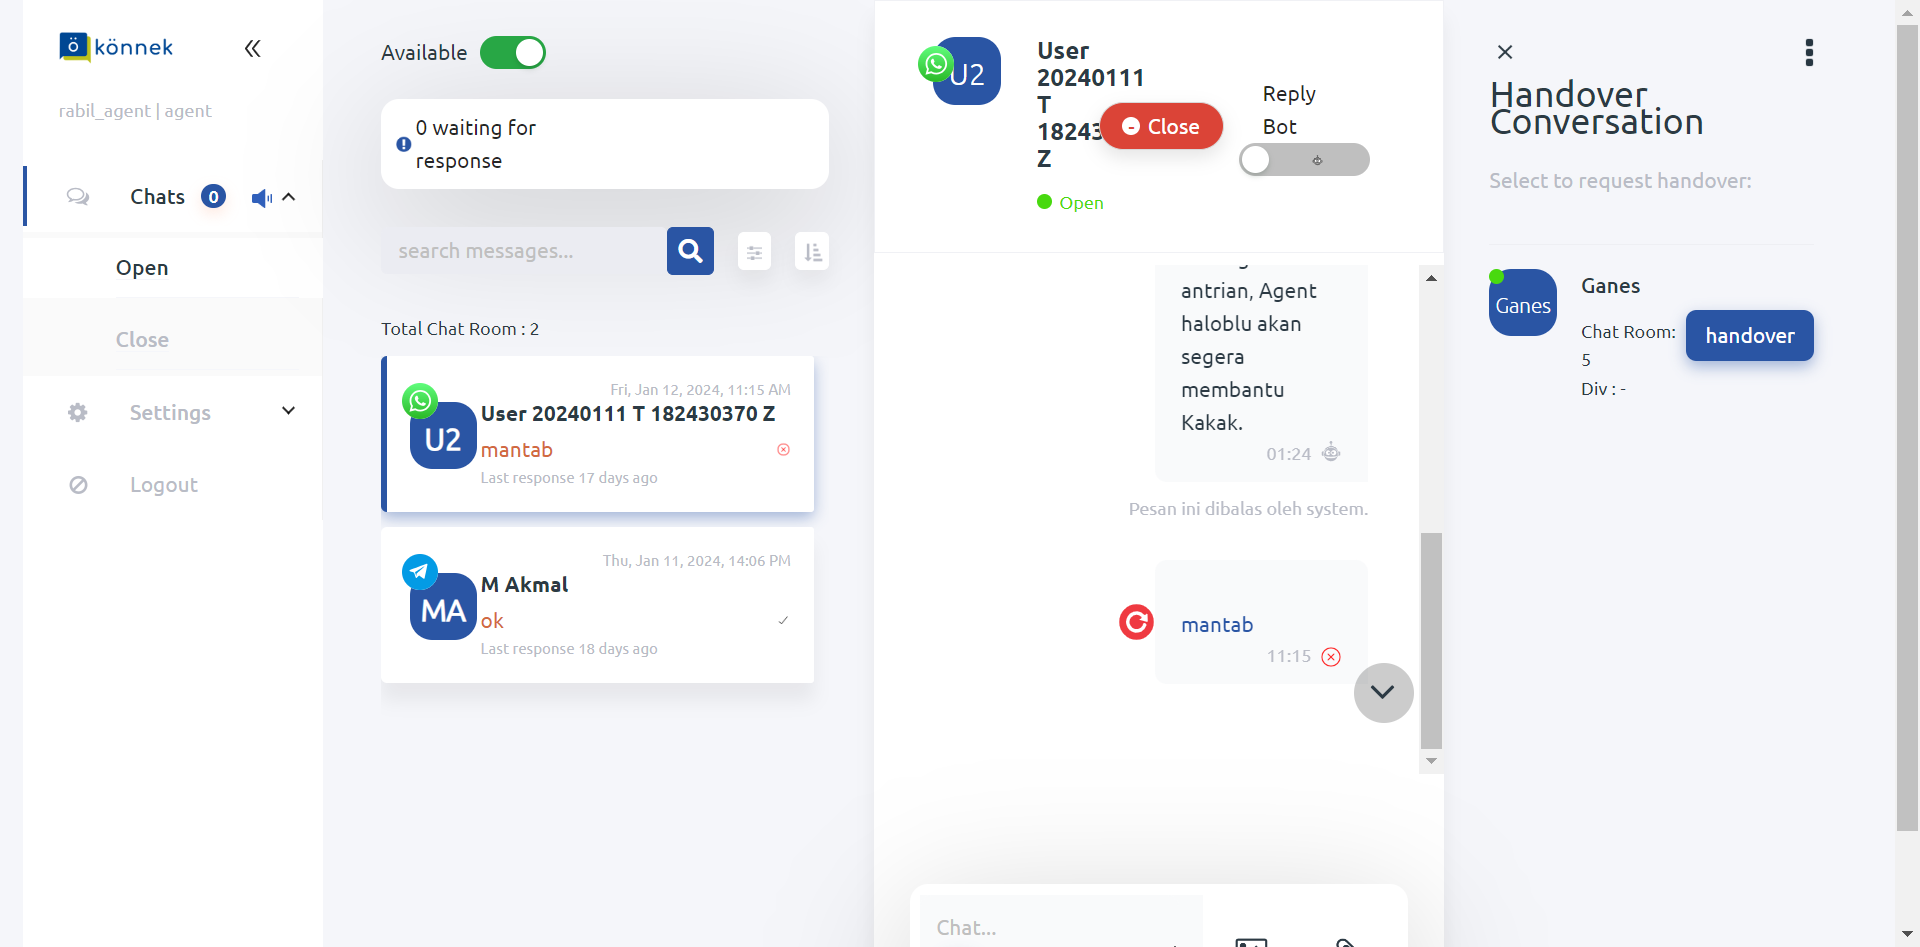 ö könnek
rabil_agent | agent
Chats 0
Open
Close
Settings
Logout
Available
0 waiting for
response
search messages...
Total Chat Room : 2
Fri, Jan 12, 2024, 11:15 AM
U2
User 20240111 T 182430370 Z
mantab
Last response 17 days ago
Thu, Jan 11, 2024, 14:06 PM
MA
M Akmal
ok
Last response 18 days ago
U2
User
20240111
T
18243
Z
Close
Reply
Bot
Open
antrian, Agent
haloblu akan
segera
membantu
Kakak.
01:24
Pesan ini dibalas oleh system.
mantab
11:15
Chat...
Handover
Conversation
Select to request handover:
Ganes
Ganes
Chat Room:
5
Div : -
handover